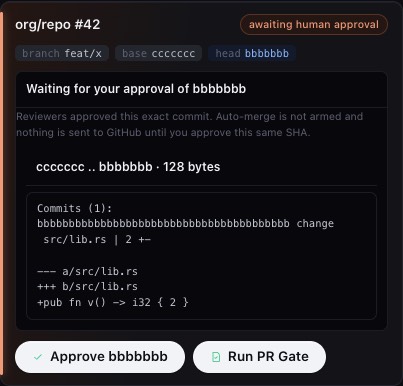 org/repo #42
awaiting human approval
branch feat/x base ccccccc head bbbbbbb
Waiting for your approval of bbbbbbb
Reviewers approved this exact commit. Auto-merge is not armed and
nothing is sent to GitHub until you approve this same SHA.
ccccccc .. bbbbbbb · 128 bytes
Commits (1):
bbbbbbbbbbbbbbbbbbbbbbbbbbbbbbbbbbbbbbbb change
src/lib.rs | 2 +-
--- a/src/lib.rs
+++ b/src/lib.rs
+pub fn v() -> i32 { 2 }
Approve bbbbbbb
Run PR Gate